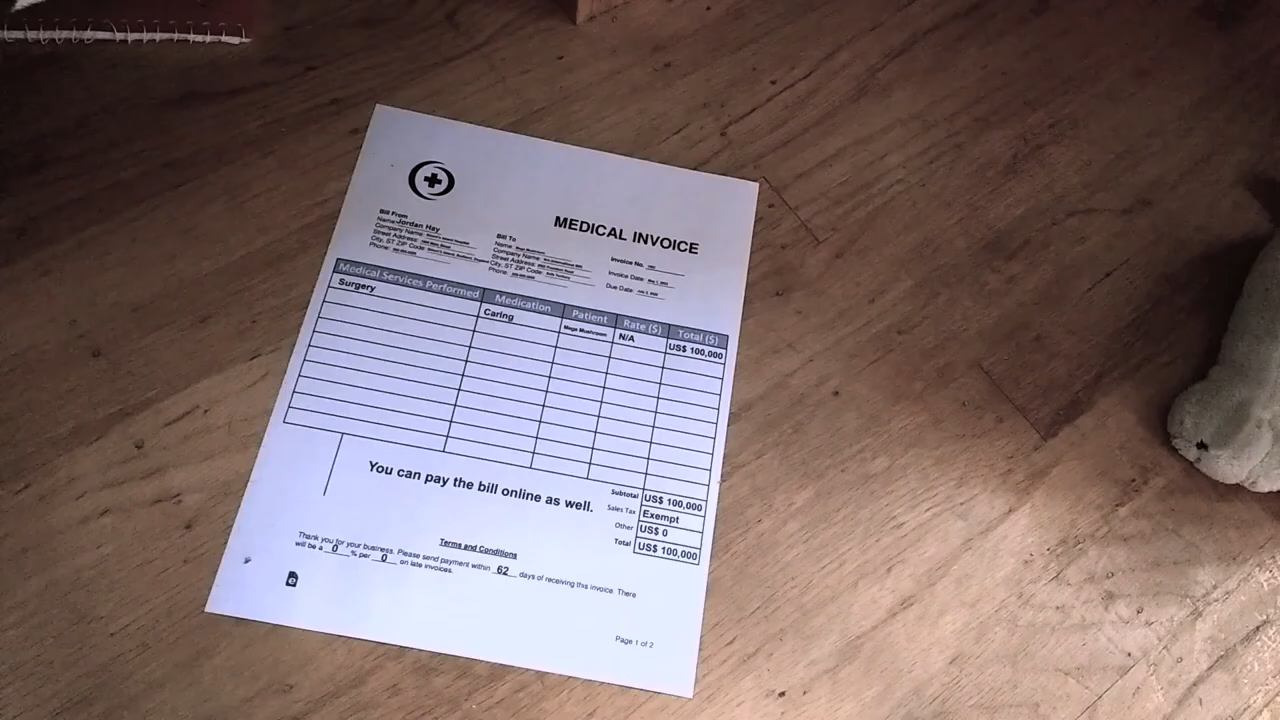 MEDICAL INVOICE
Bill From
Name: Jordan Hay
Company Name:
Street Address:
City, ST ZIP Code:
Phone:
Bill To
Name: Mega Mushroom
Company Name:
Street Address:
City, ST ZIP Code:
Phone:
Invoice No.
Invoice Date:
Due Date:
Medical Services Performed Medication Patient Rate ($) Total ($)
Surgery Caring Mega Mushroom N/A US$ 100,000
Subtotal US$ 100,000
Sales Tax Exempt
Other US$ 0
Total US$ 100,000
You can pay the bill online as well.
Terms and Conditions
Thank you for your business. Please send payment within 62 days of receiving this invoice. There
will be a 0 % per 0 on late invoices.
e
Page 1 of 2